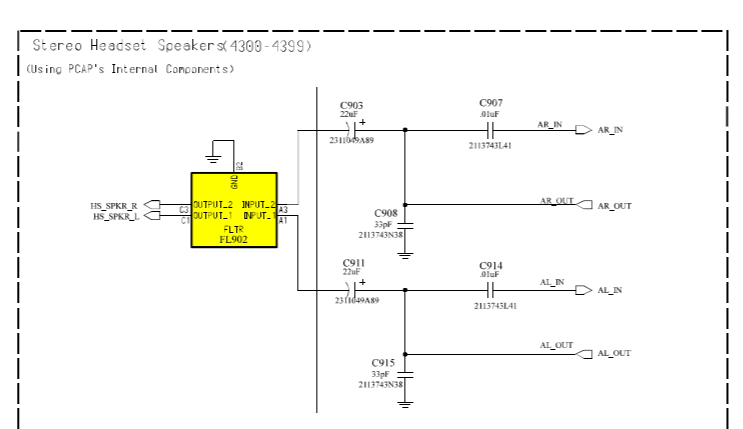 Stereo Headset Speakers(4300-4399)
(Using PCAP's Internal Components)
C903
22uF
+
2311049A89
C907
.01uF
2113743L41
AR_IN
AR_IN
B2
GND
HS_SPKR_R
HS_SPKR_L
C3
C1
OUTPUT_2 INPUT_2
OUTPUT_1 INPUT_1
A3
A1
FLTR
FL902
AR_OUT
AR_OUT
C908
33pF
2113743N38
C911
22uF
+
2311049A89
C914
.01uF
2113743L41
AL_IN
AL_IN
AL_OUT
AL_OUT
C915
33pF
2113743N38